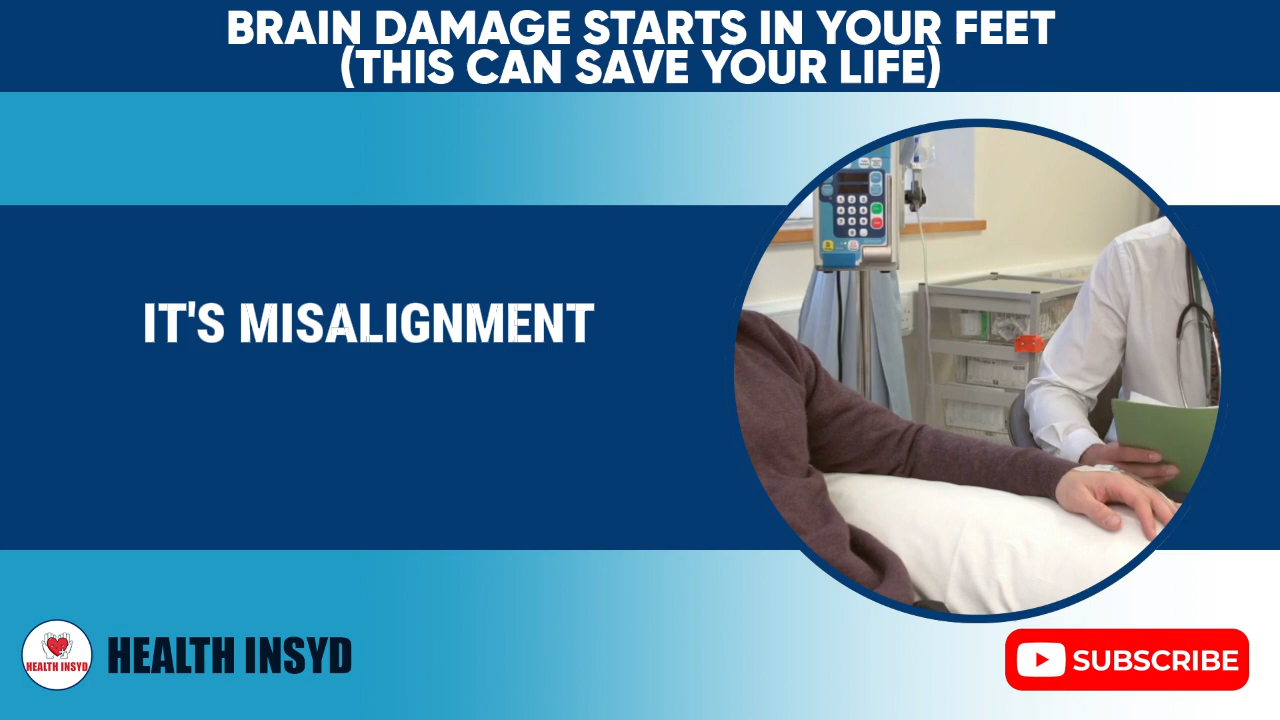 BRAIN DAMAGE STARTS IN YOUR FEET
(THIS CAN SAVE YOUR LIFE)
IT'S MISALIGNMENT
HEALTH INSYD
HEALTH INSYD
SUBSCRIBE